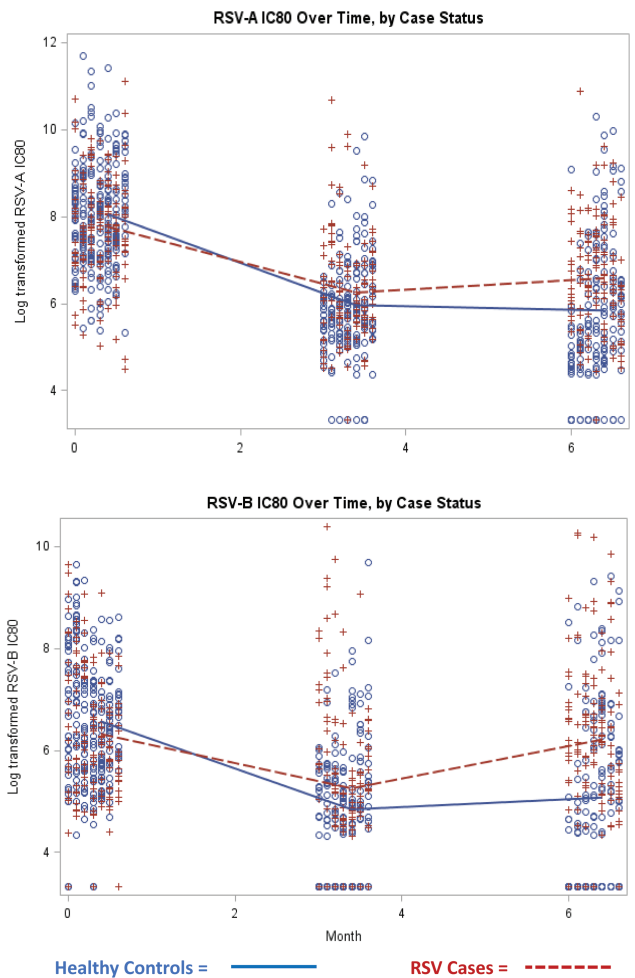 RSV-A IC80 Over Time, by Case Status
Log transformed RSV-A IC80
12
10
8
6
4
0
2
4
6
RSV-B IC80 Over Time, by Case Status
Log transformed RSV-B IC80
10
8
6
4
0
2
4
6
Month
Healthy Controls =
RSV Cases =